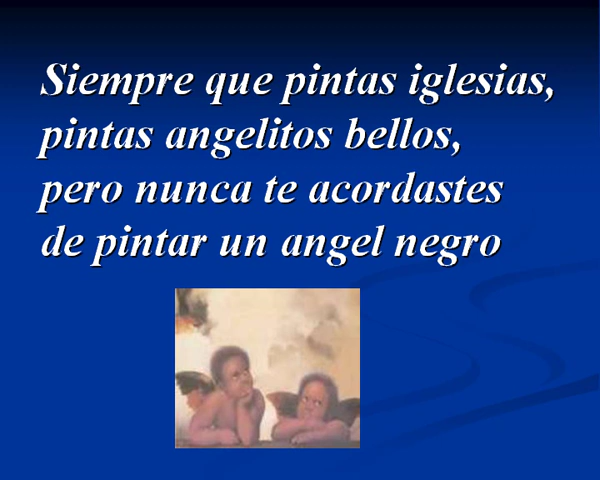 Siempre que pintas iglesias,
pintas angelitos bellos,
pero nunca te acordastes
de pintar un angel negro